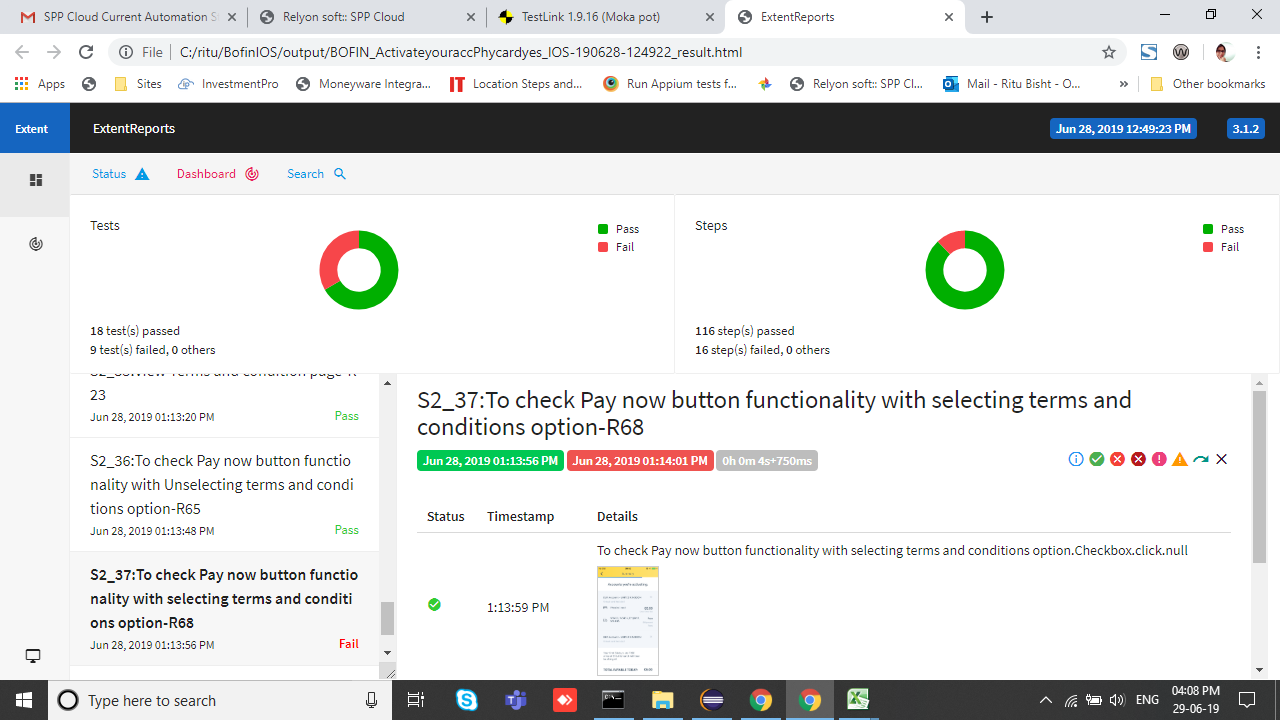 SPP Cloud Current Automation S
Relyon soft:: SPP Cloud
TestLink 1.9.16 (Moka pot)
ExtentReports
File
C:/ritu/BofinIOS/output/BOFIN_ActivateyouraccPhycardyes_IOS-190628-124922_result.html
Apps
Sites
InvestmentPro
Moneyware Integra...
Location Steps and...
Run Appium tests f...
Relyon soft:: SPP Cl...
Mail - Ritu Bisht - O...
»
Other bookmarks
Extent
ExtentReports
Jun 28, 2019 12:49:23 PM
3.1.2
Status
Dashboard
Search
Tests
Pass
Fail
18 test(s) passed
9 test(s) failed, 0 others
Steps
Pass
Fail
116 step(s) passed
16 step(s) failed, 0 others
23
Jun 28, 2019 01:13:20 PM
Pass
S2_36:To check Pay now button functio
nality with Unselecting terms and condi
tions option-R65
Jun 28, 2019 01:13:48 PM
Pass
S2_37:To check Pay now button functio
nality with selecting terms and conditi
ons option-R68
Jun 28, 2019 01:13:56 PM
Fail
S2_37:To check Pay now button functionality with selecting terms and
conditions option-R68
Jun 28, 2019 01:13:56 PM
Jun 28, 2019 01:14:01 PM
0h 0m 4s+750ms
Status
Timestamp
Details
To check Pay now button functionality with selecting terms and conditions option.Checkbox.click.null
1:13:59 PM
Type here to search
ENG
04:08 PM
29-06-19